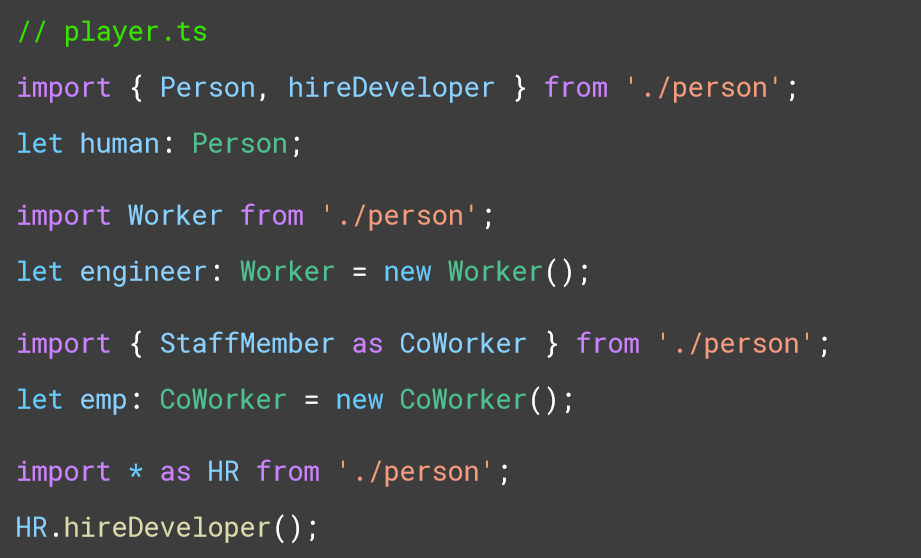 // player.ts
import { Person, hireDeveloper } from './person';
let human: Person;
import Worker from './person';
let engineer: Worker = new Worker();
import { StaffMember as CoWorker } from './person';
let emp: CoWorker = new CoWorker();
import * as HR from './person';
HR.hireDeveloper();